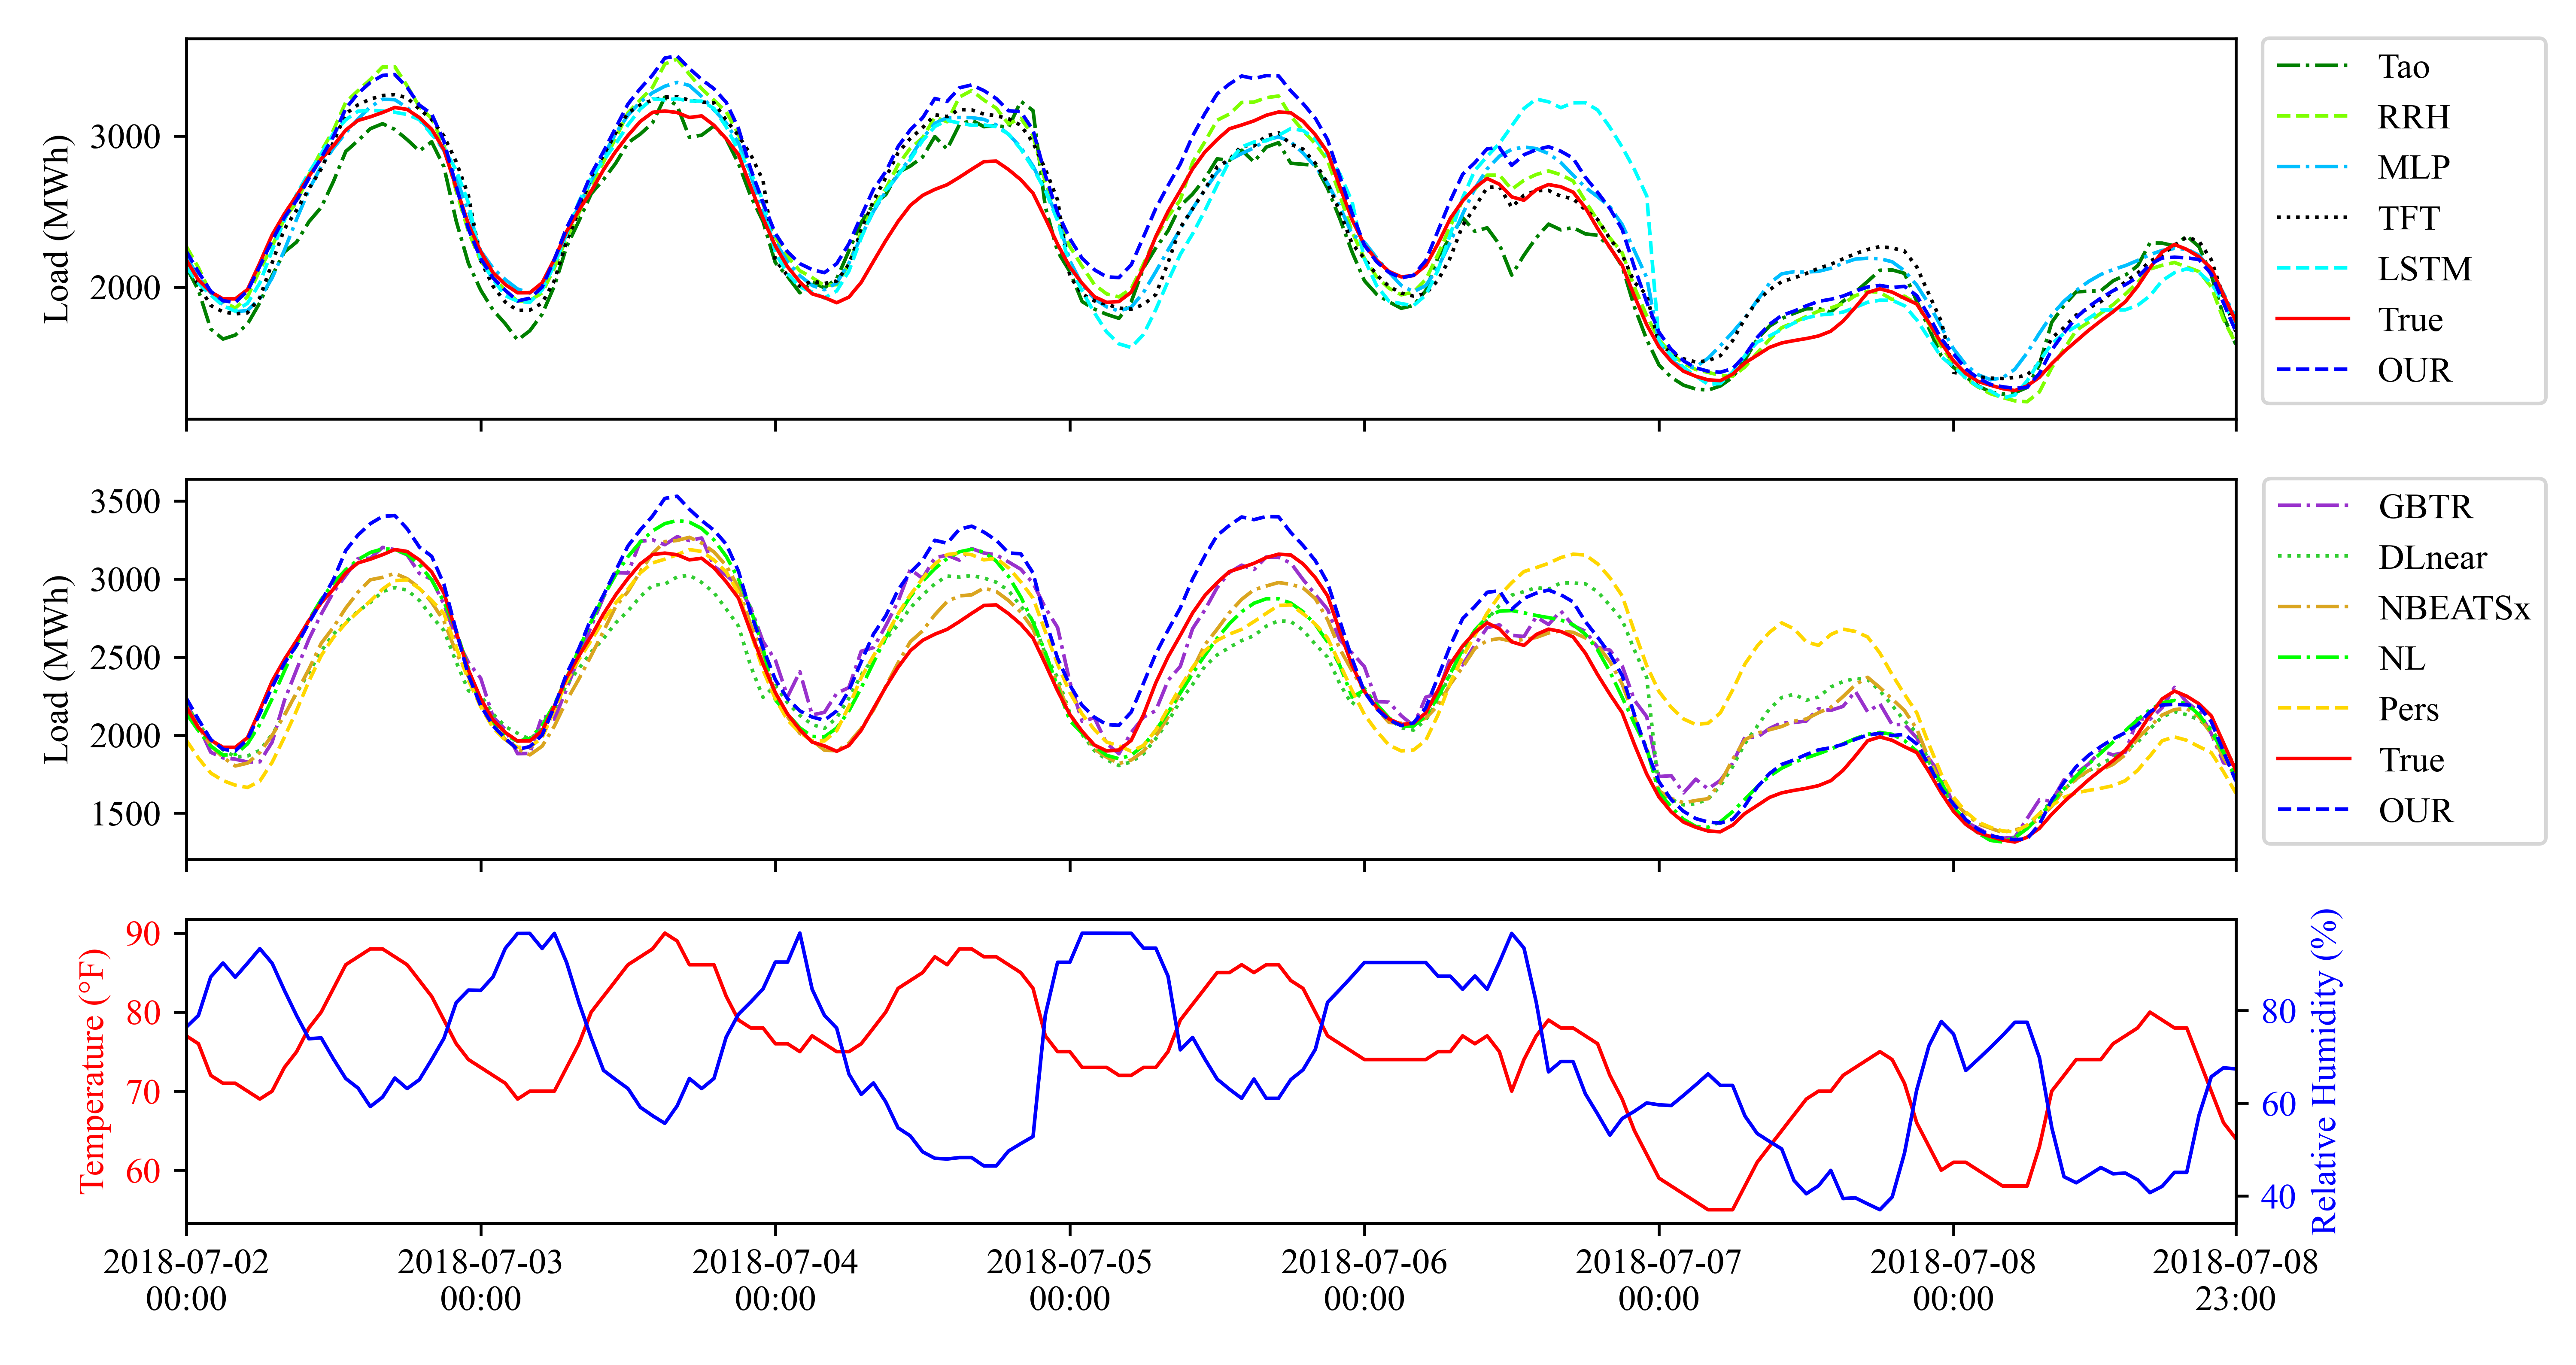 Load (MWh)
3000
2000
Tao
RRH
MLP
TFT
LSTM
True
OUR
Load (MWh)
3500
3000
2500
2000
1500
GBTR
DLnear
NBEATSx
NL
Pers
True
OUR
Temperature (°F)
90
80
70
60
80
60
40
Relative Humidity (%)
2018-07-02 2018-07-03 2018-07-04 2018-07-05 2018-07-06 2018-07-07 2018-07-08 2018-07-08
00:00 00:00 00:00 00:00 00:00 00:00 00:00 23:00